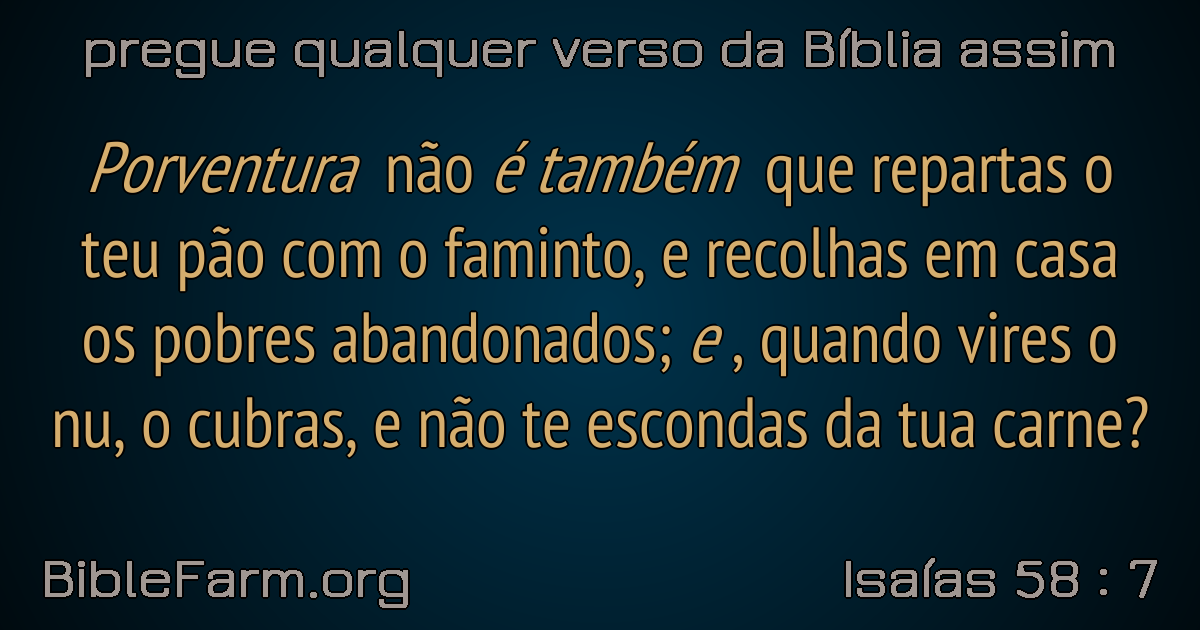 pregue qualquer verso da Bíblia assim
Porventura não é também que repartas o
teu pão com o faminto, e recolhas em casa
os pobres abandonados; e , quando vires o
nu, o cubras, e não te escondas da tua carne?
BibleFarm.org
Isaías 58 : 7